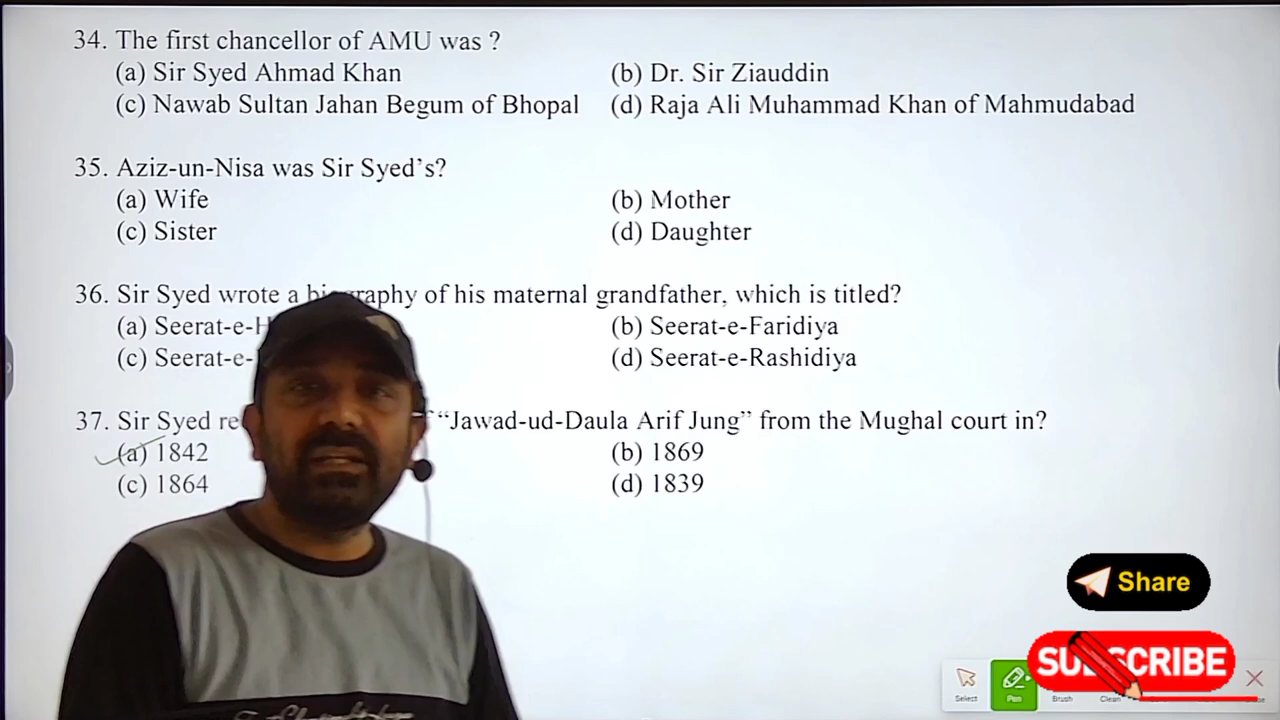 34. The first chancellor of AMU was ?
(a) Sir Syed Ahmad Khan (b) Dr. Sir Ziauddin
(c) Nawab Sultan Jahan Begum of Bhopal (d) Raja Ali Muhammad Khan of Mahmudabad
35. Aziz-un-Nisa was Sir Syed's?
(a) Wife (b) Mother
(c) Sister (d) Daughter
36. Sir Syed wrote a biography of his maternal grandfather, which is titled?
(a) Seerat-e-H (b) Seerat-e-Faridiya
(c) Seerat-e- (d) Seerat-e-Rashidiya
37. Sir Syed re "Jawad-ud-Daula Arif Jung" from the Mughal court in?
(a) 1842 (b) 1869
(c) 1864 (d) 1839
Share
SUBSCRIBE
Select Pen Brush Clean